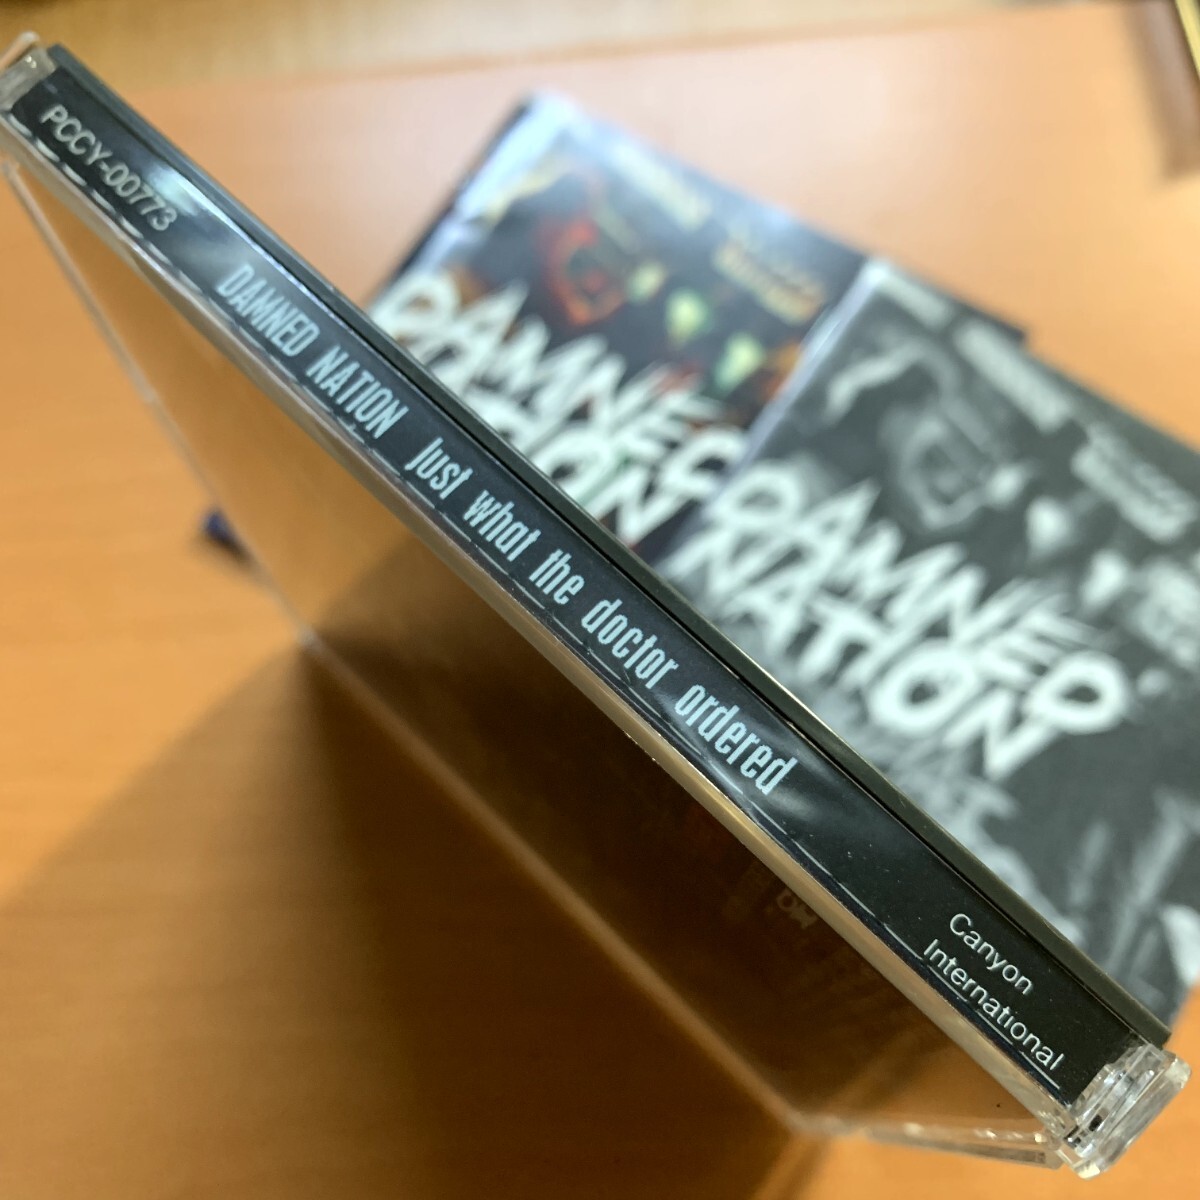 PCCY-00773
DAMNED NATION just what the doctor ordered
Canyon
International
DAMNED
NATION
DAMNED
NATION